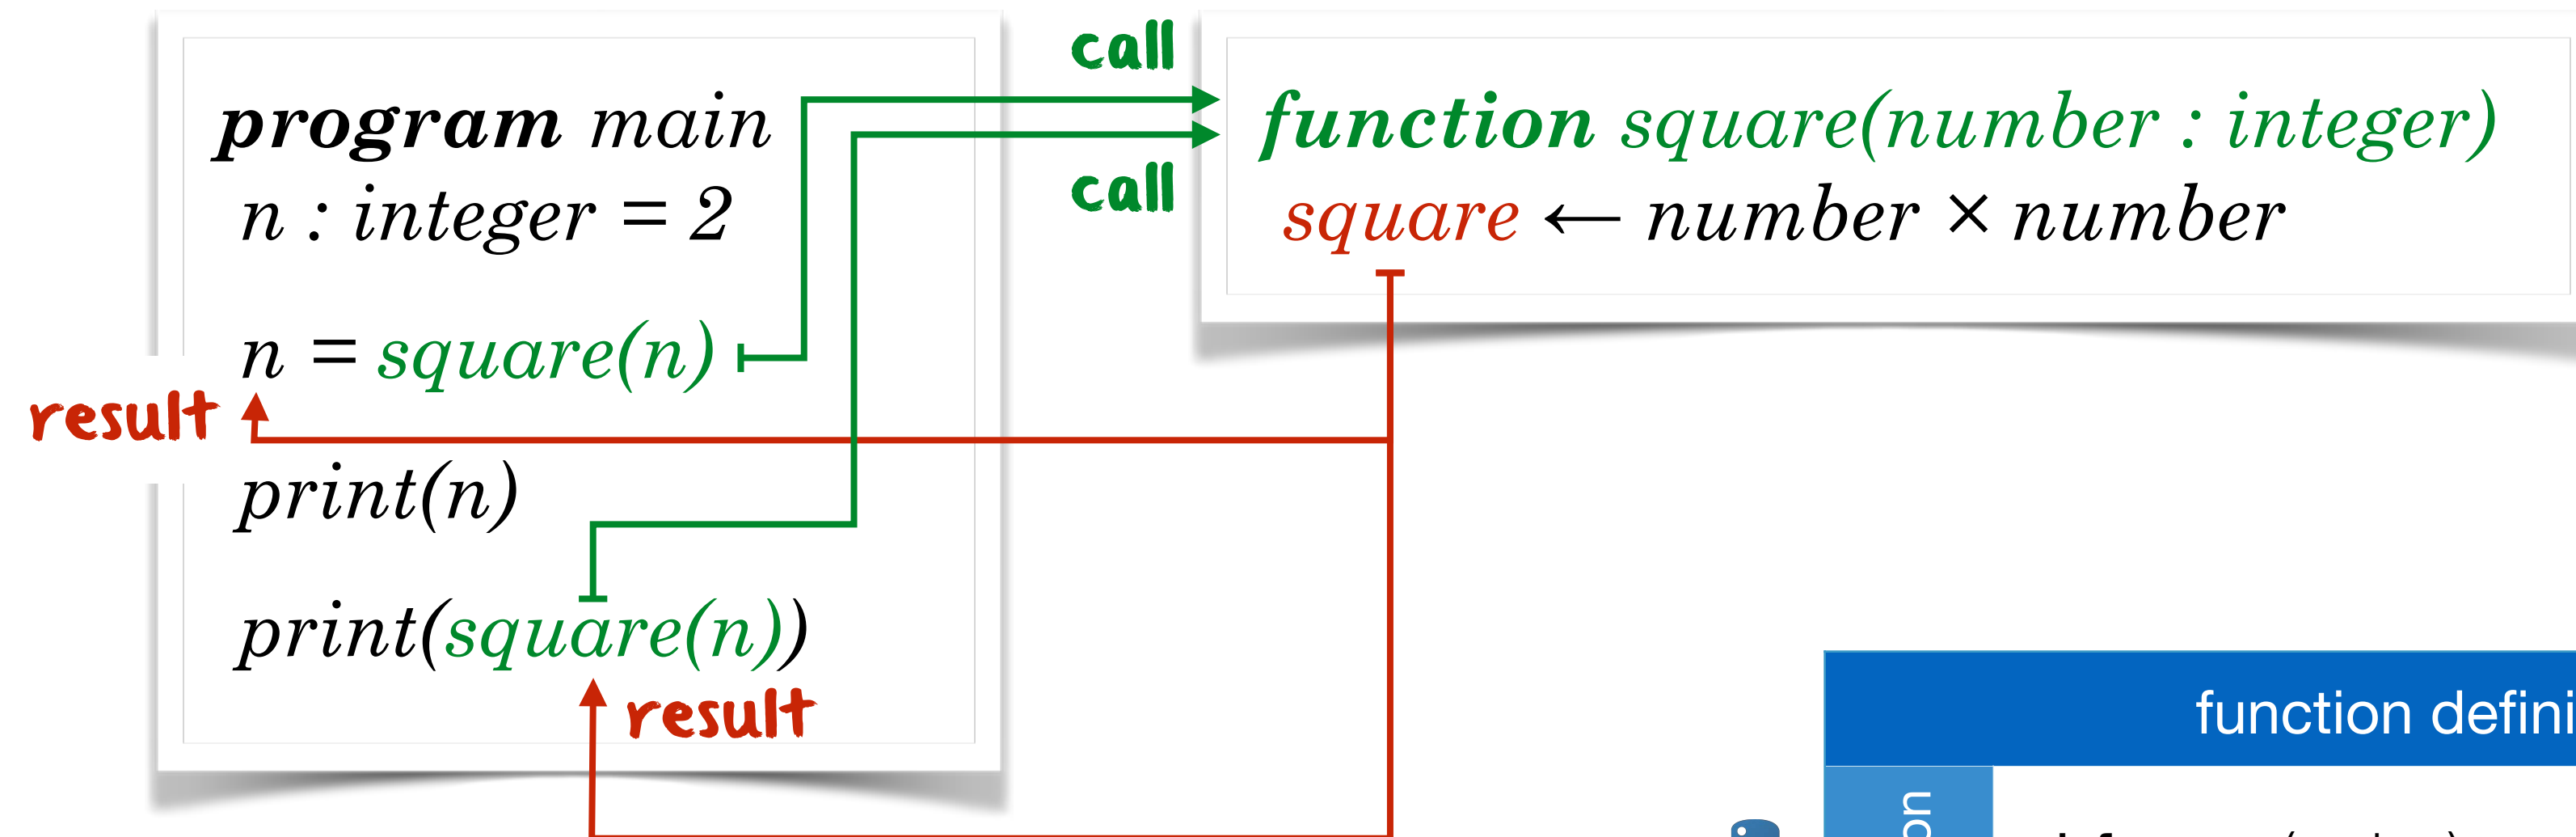 call
program main
function square(number : integer)
n : integer = 2
call
square ← number × number
n = square(n)
result
print(n)
print(square(n))
result
function defini
on